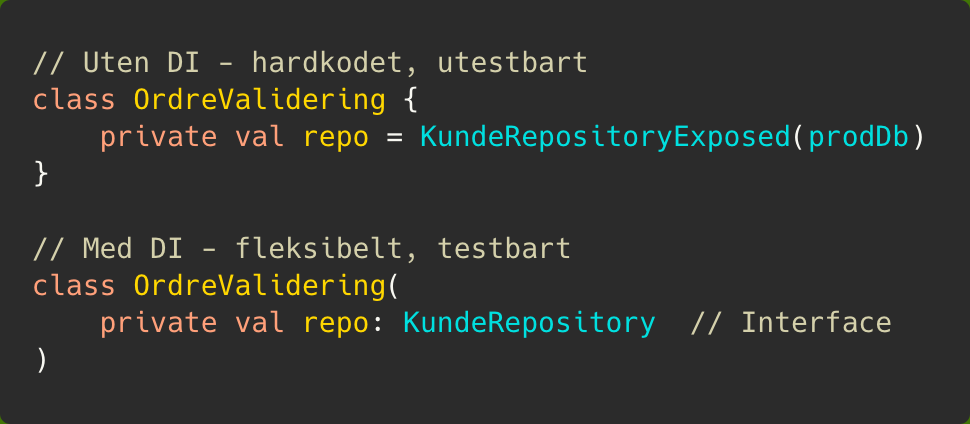 // Uten DI – hardkodet, utestbart
class OrdreValidering {
    private val repo = KundeRepositoryExposed(prodDb)
}
// Med DI – fleksibelt, testbart
class OrdreValidering(
    private val repo: KundeRepository  // Interface
)